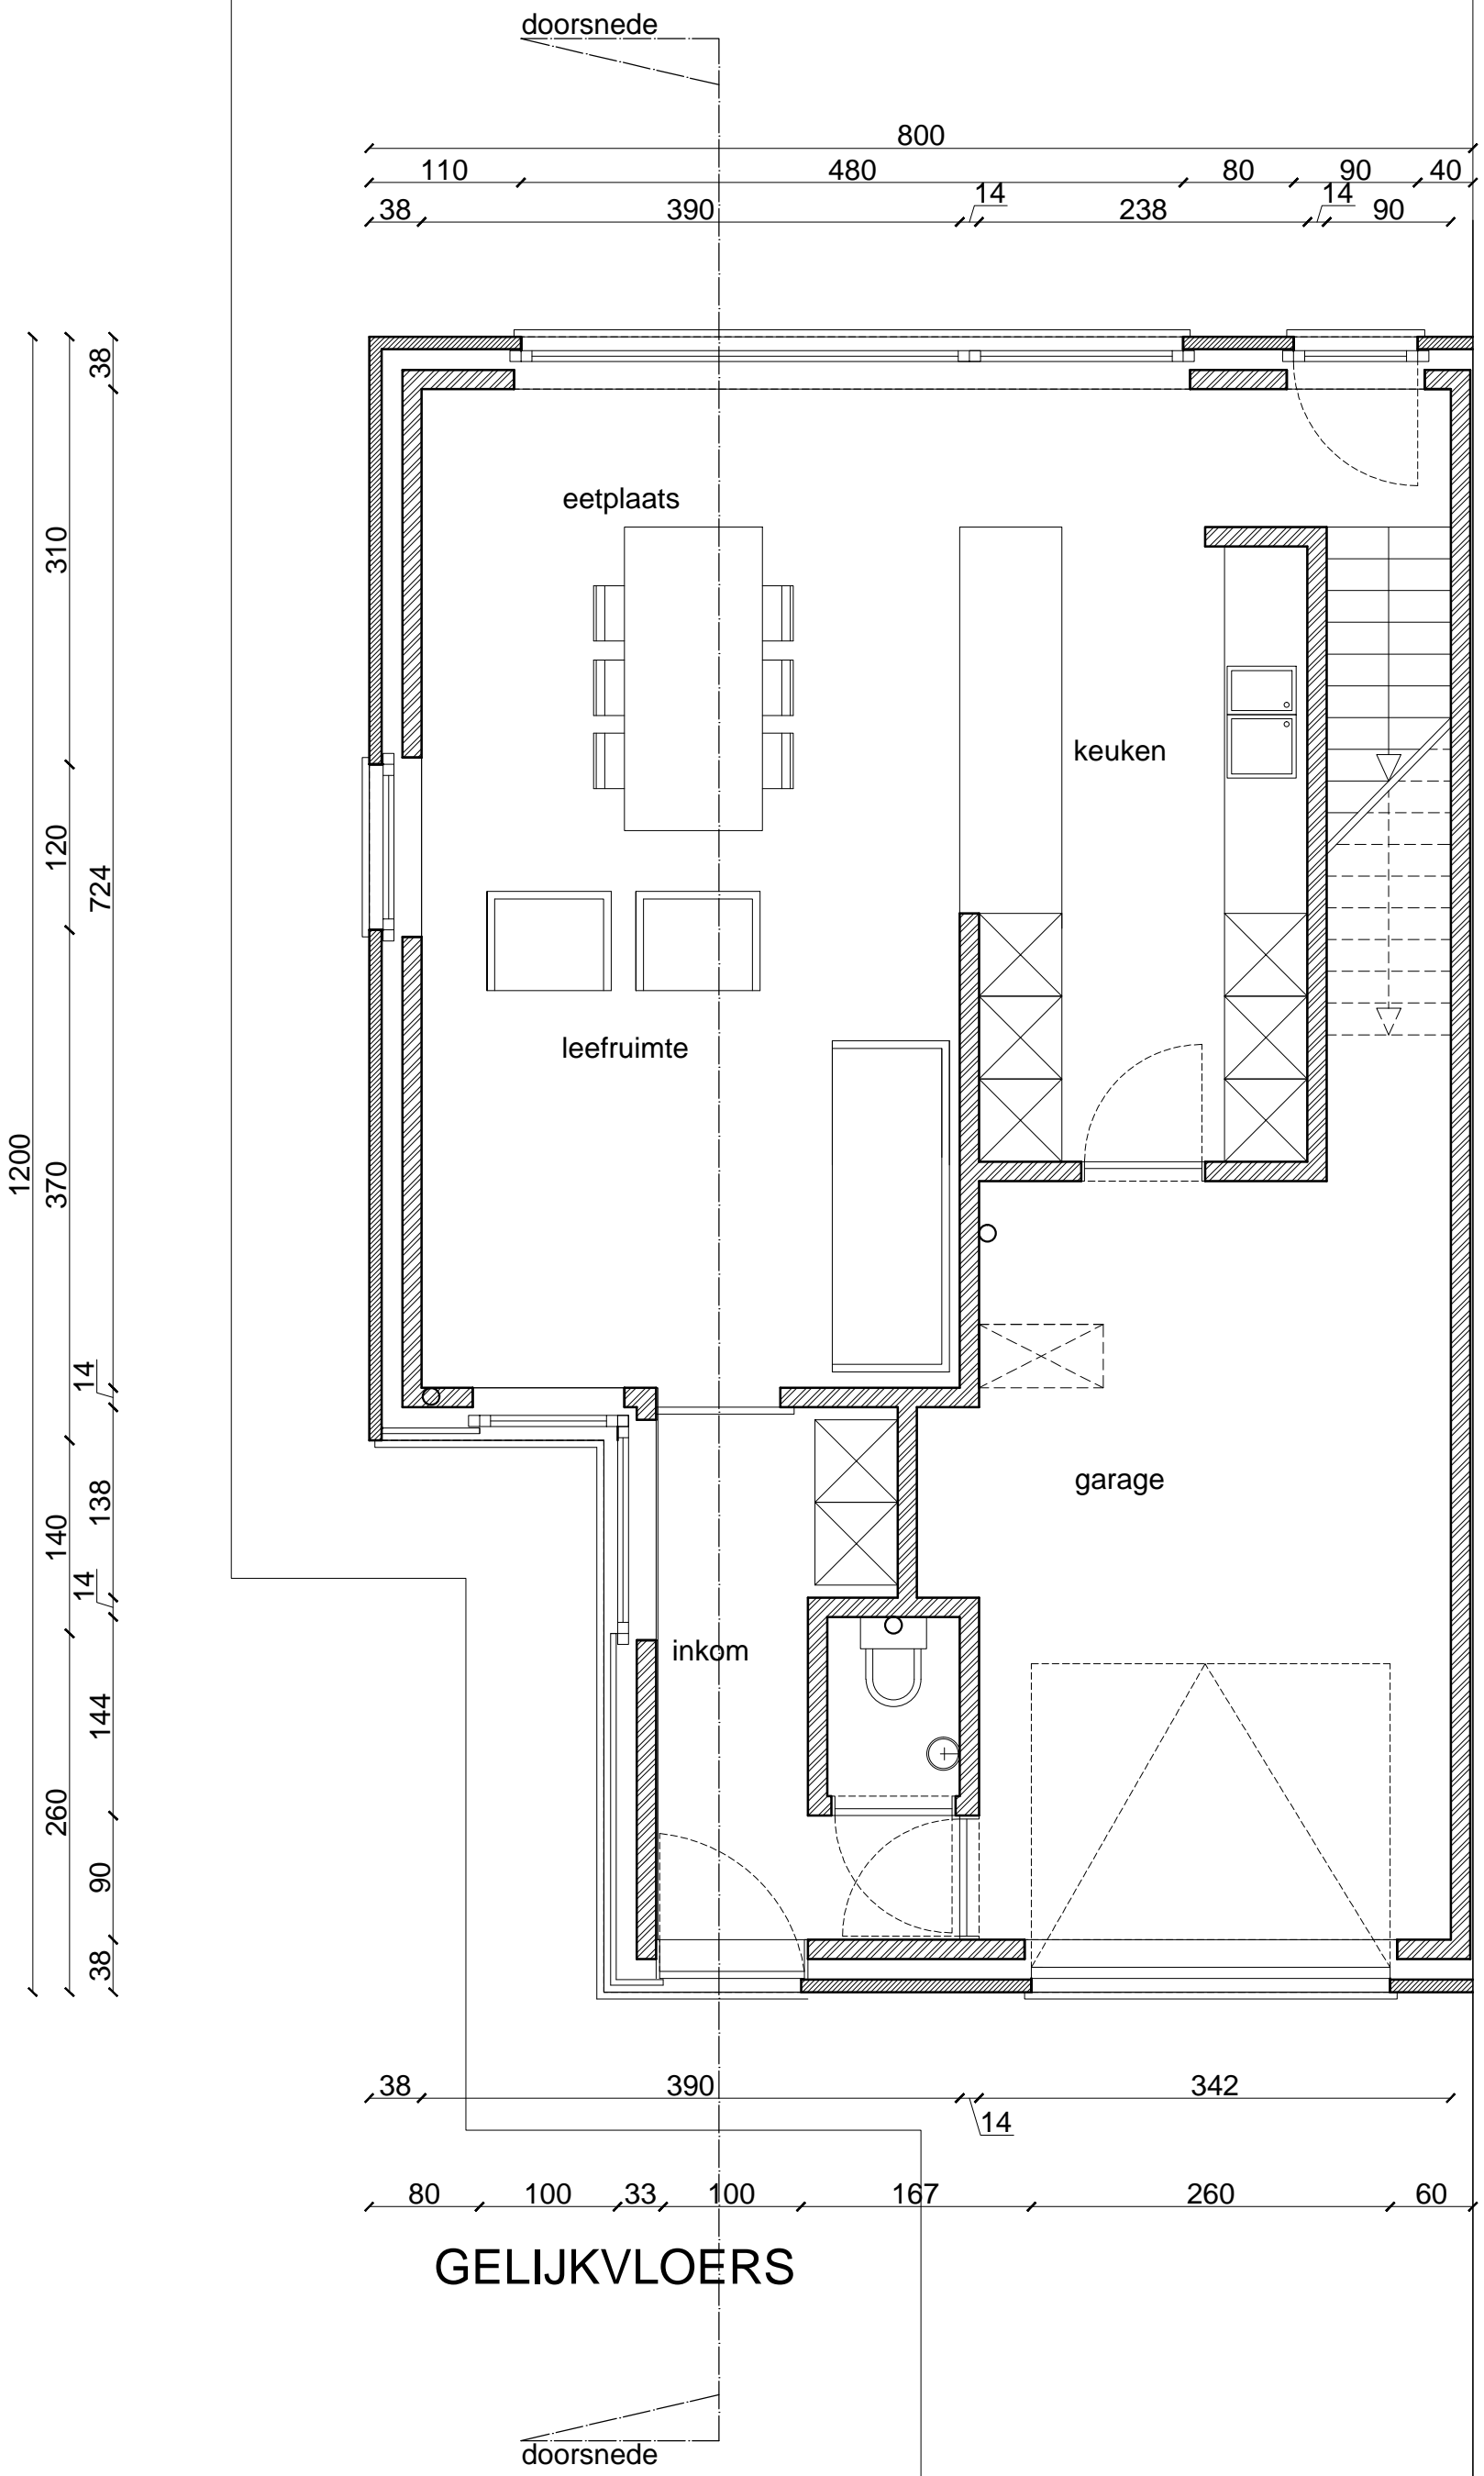 doorsnede
800
110 480 80 90 40
38 390 14 238 14 90
38
310
120
724
370
1200
14
138
140
14
144
260
90
38
eetplaats
keuken
leefruimte
garage
inkom
38 390 14 342
80 100 33 100 167 260 60
GELIJKVLOERS
doorsnede